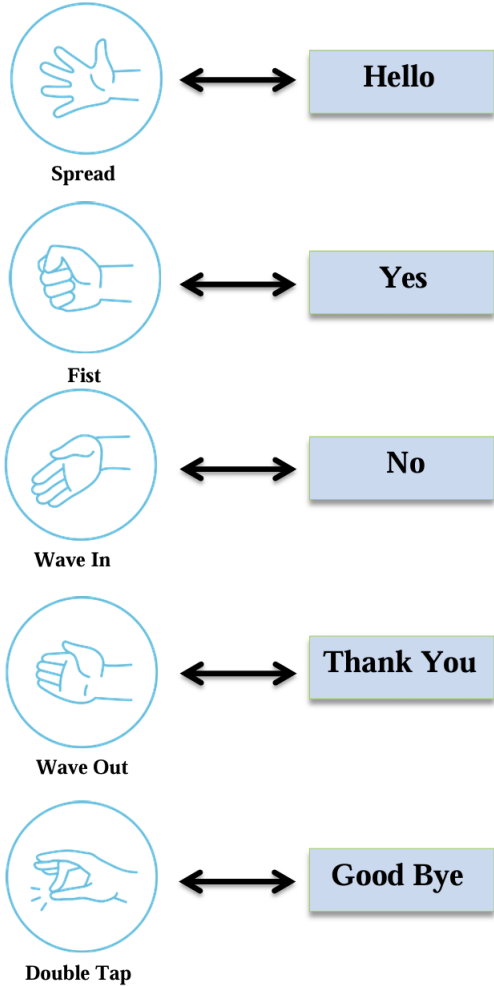 Hello
Spread
Yes
Fist
No
Wave In
Thank You
Wave Out
Good Bye
Double Tap